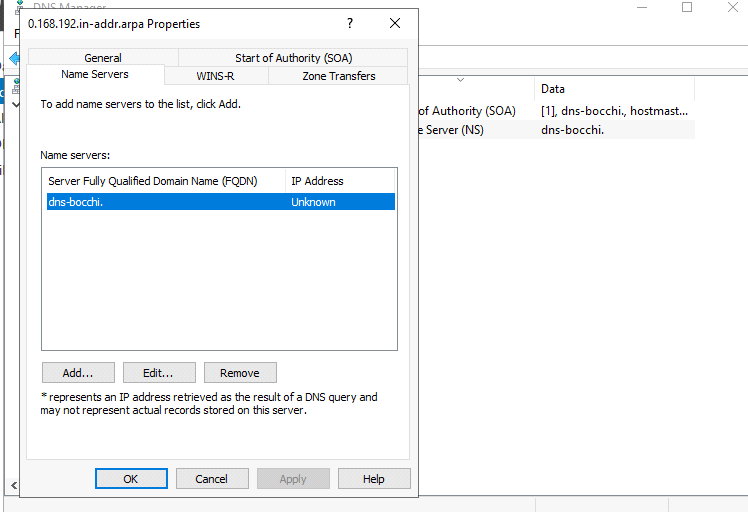 DNS Manager
0.168.192.in-addr.arpa Properties
General
Start of Authority (SOA)
Name Servers
WINS-R
Zone Transfers
To add name servers to the list, click Add.
Name servers:
Server Fully Qualified Domain Name (FQDN)
IP Address
dns-bocchi.
Unknown
Add...
Edit...
Remove
* represents an IP address retrieved as the result of a DNS query and
may not represent actual records stored on this server.
OK
Cancel
Apply
Help
Data
of Authority (SOA)
[1], dns-bocchi., hostmast...
Server (NS)
dns-bocchi.